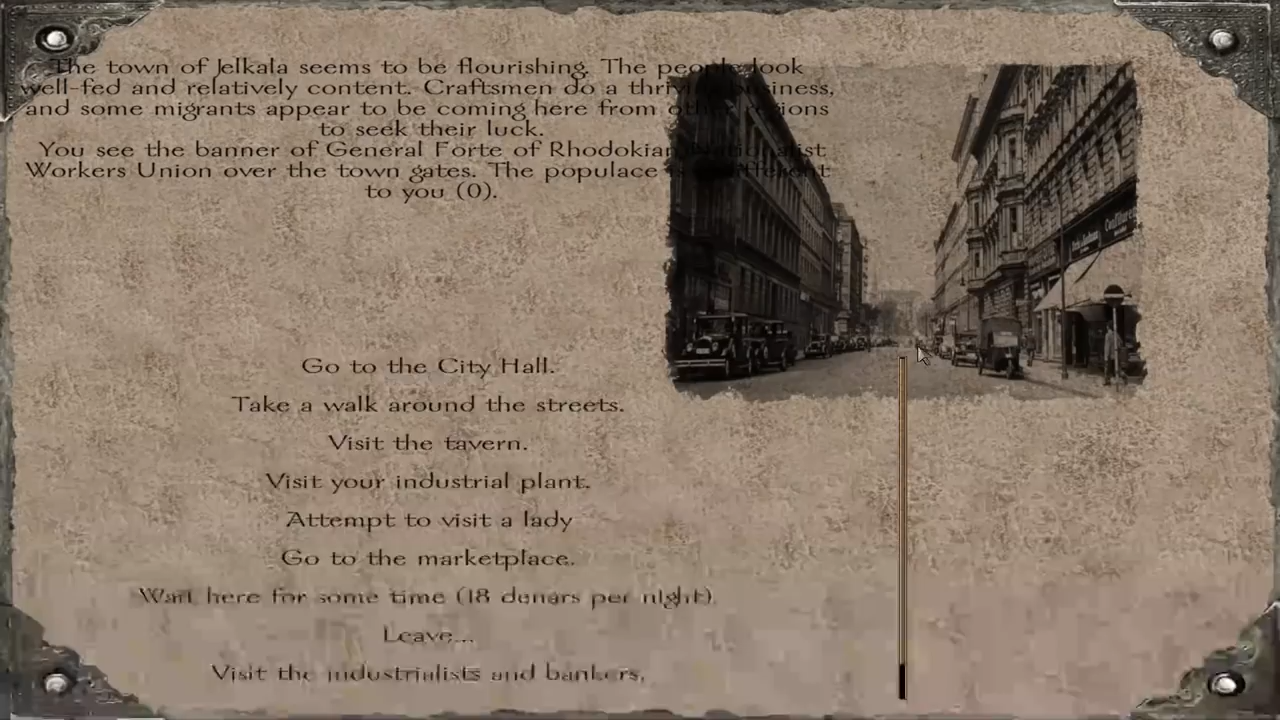 The town of Jelkala seems to be flourishing. The people look
well-fed and relatively content. Craftsmen do a thriving business,
and some migrants appear to be coming here from other regions
to seek their luck.
You see the banner of General Forte of Rhodokian Nationalist
Workers Union over the town gates. The populace is indifferent
to you (0).
Go to the City Hall.
Take a walk around the streets.
Visit the tavern.
Visit your industrial plant.
Attempt to visit a lady
Go to the marketplace.
Wait here for some time (18 denars per night).
Leave...
Visit the industrialists and bankers.